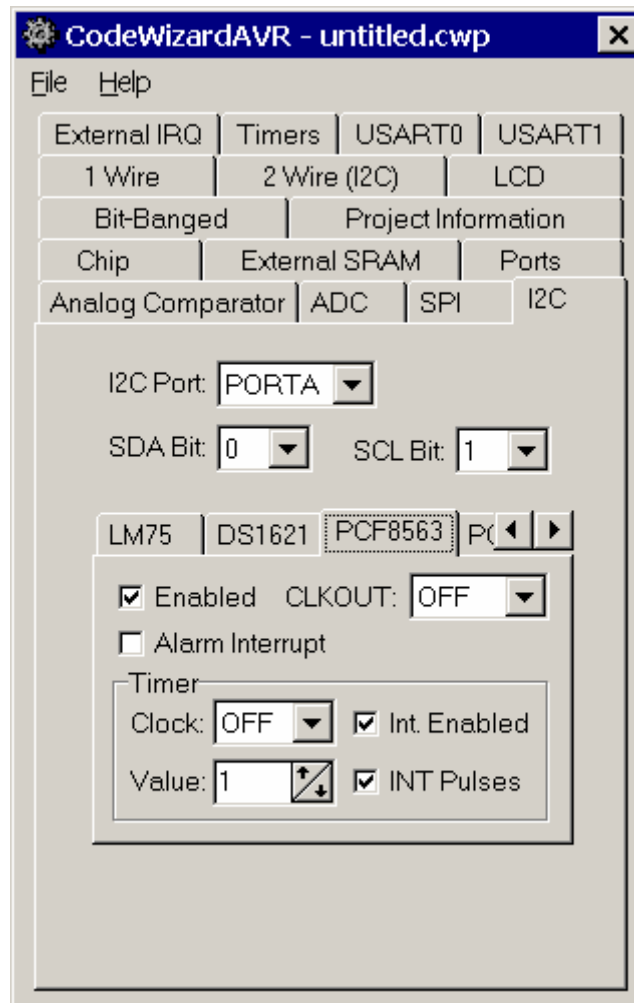 CodeWizardAVR - untitled.cwp
File Help
External IRQ Timers USART0 USART1
1 Wire 2 Wire (I2C) LCD
Bit-Banged Project Information
Chip External SRAM Ports
Analog Comparator ADC SPI I2C
I2C Port: PORTA
SDA Bit: 0 SCL Bit: 1
LM75 DS1621 PCF8563
Enabled CLKOUT: OFF
Alarm Interrupt
Timer
Clock: OFF Int. Enabled
Value: 1 INT Pulses